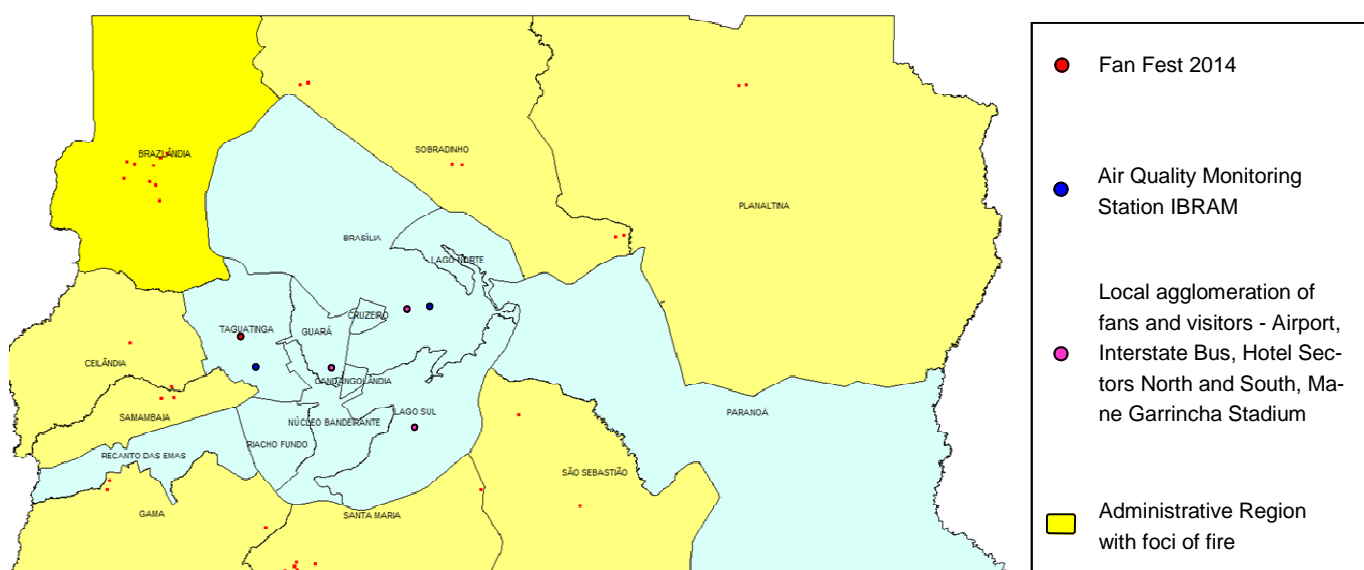 BRAZILÂNDIA
SOBRADINHO
PLANALTINA
BRASÍLIA
LAGO NORTE
TAGUATINGA
GUARÁ
CRUZEIRO
CEILÂNDIA
CANDANGOLÂNDIA
SAMAMBAIA
NÚCLEO BANDEIRANTE
LAGO SUL
PARANOÁ
RIACHO FUNDO
RECANTO DAS EMAS
SÃO SEBASTIÃO
GAMA
SANTA MARIA
Fan Fest 2014
Air Quality Monitoring
Station IBRAM
Local agglomeration of
fans and visitors - Airport,
Interstate Bus, Hotel Sec-
tors North and South, Ma-
ne Garrincha Stadium
Administrative Region
with foci of fire